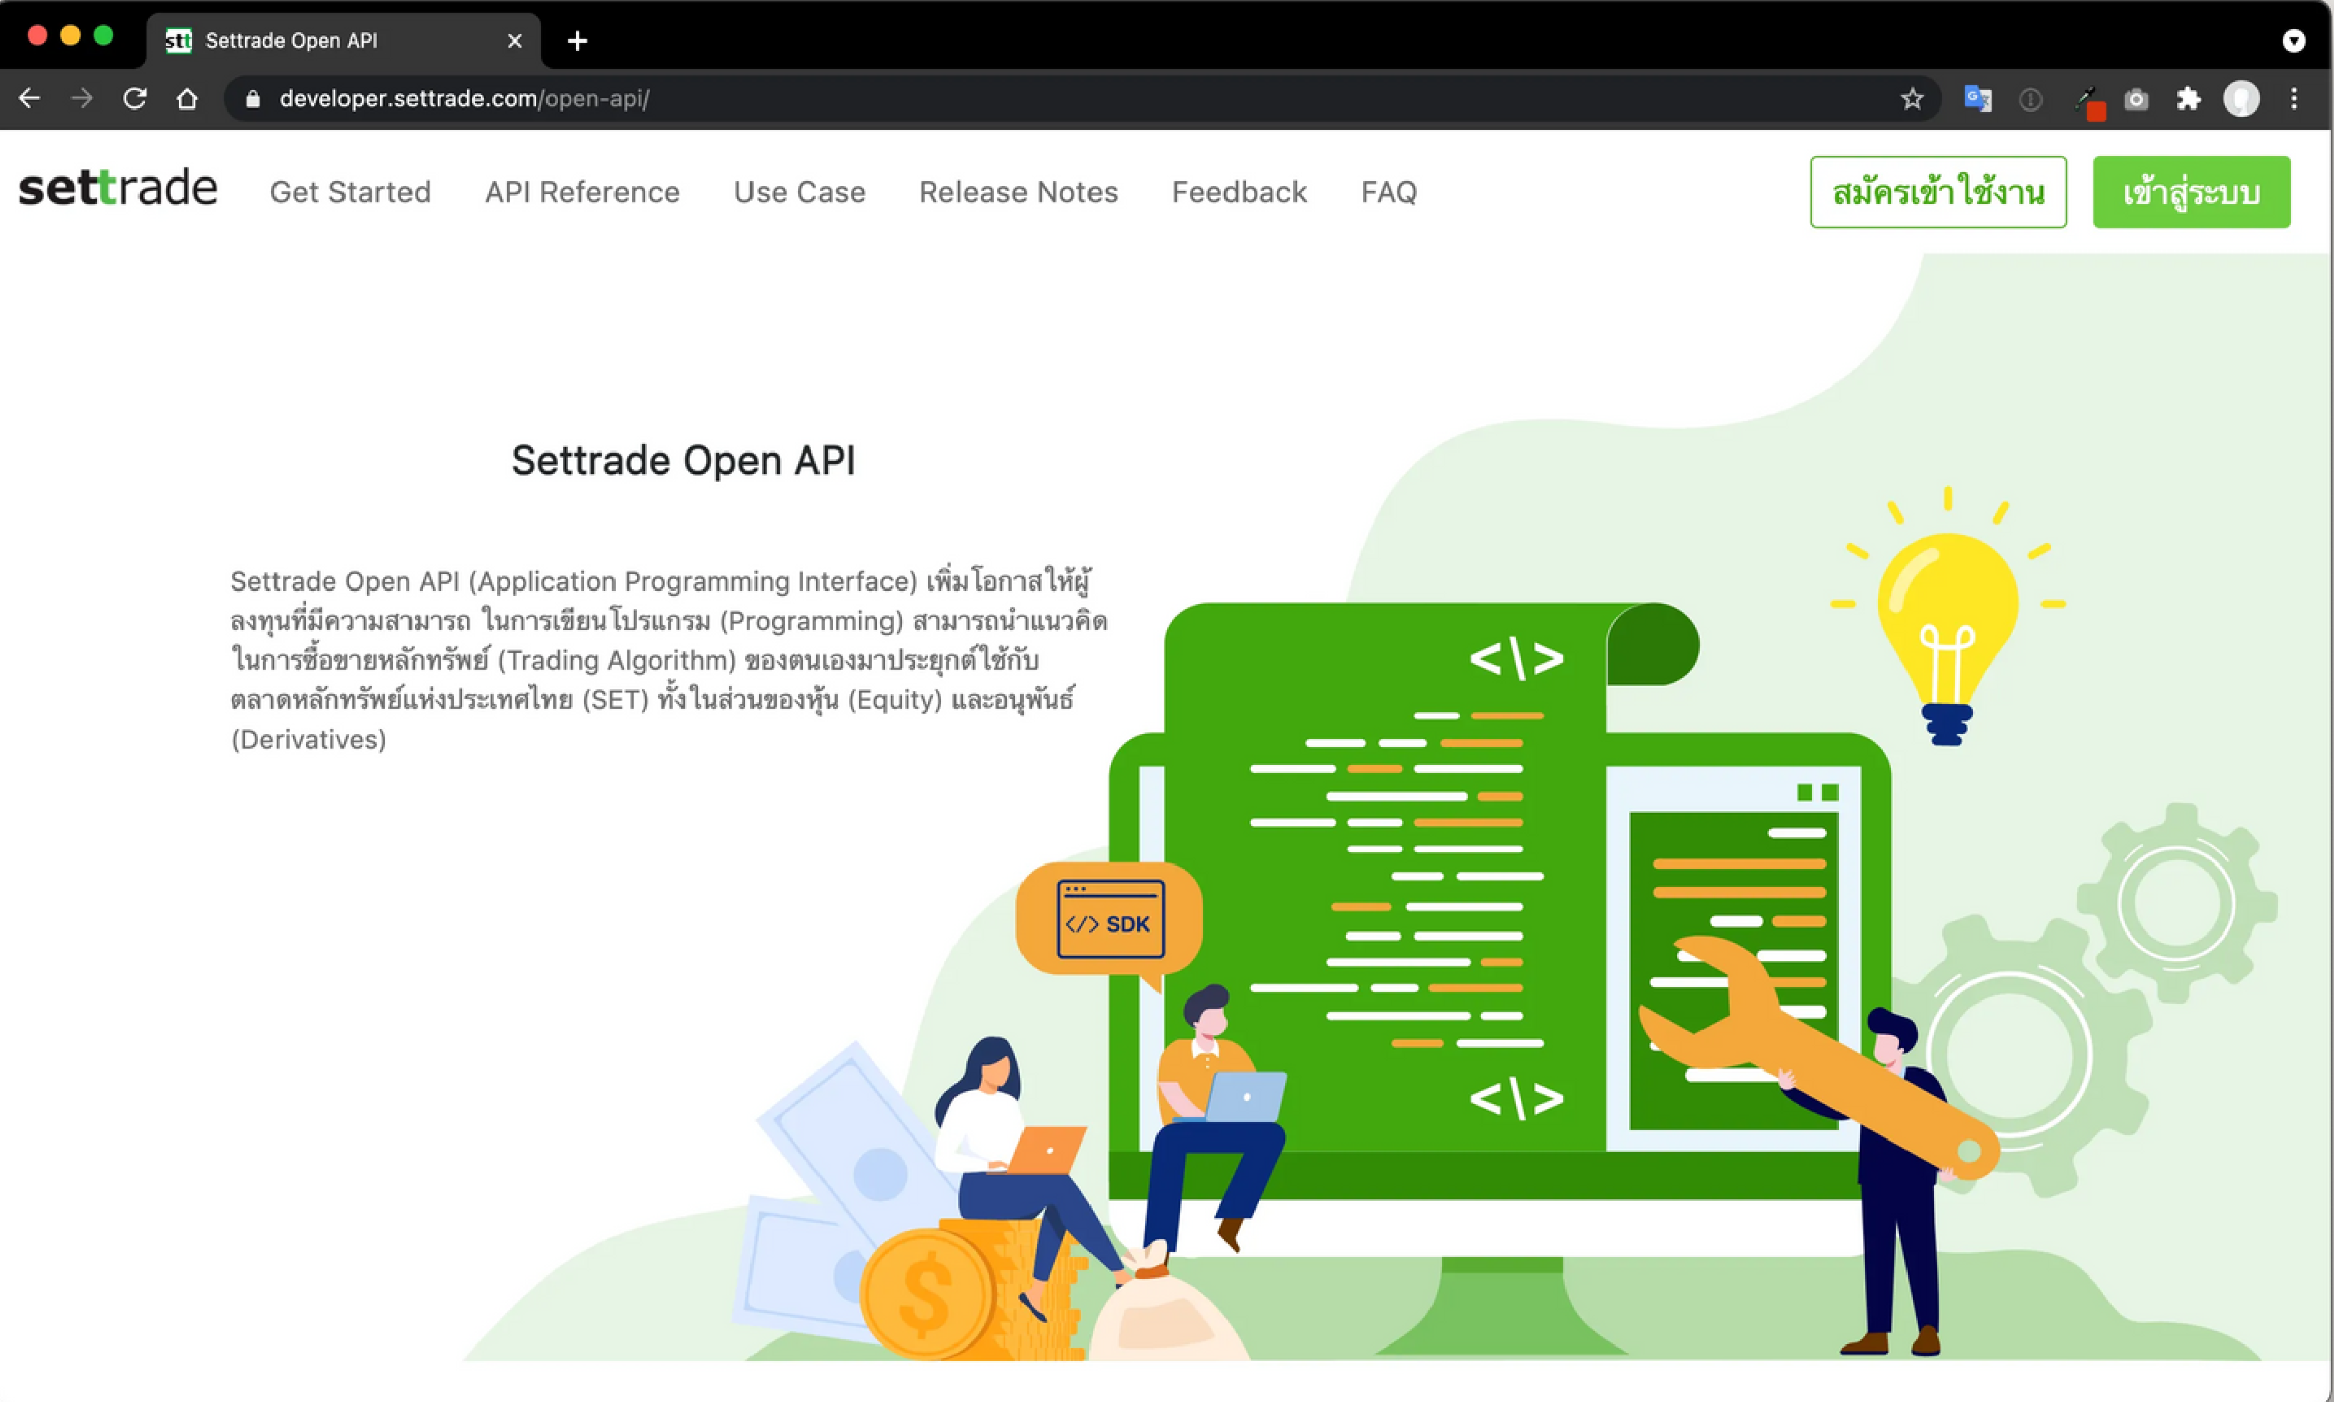 stt Settrade Open API
developer.settrade.com/open-api/
settrade Get Started API Reference Use Case Release Notes Feedback FAQ สมัครเข้าใช้งาน เข้าสู่ระบบ
Settrade Open API
Settrade Open API (Application Programming Interface) เพิ่มโอกาสให้ผู้
ลงทุนที่มีความสามารถ ในการเขียนโปรแกรม (Programming) สามารถนำแนวคิด
ในการซื้อขายหลักทรัพย์ (Trading Algorithm) ของตนเองมาประยุกต์ใช้กับ
ตลาดหลักทรัพย์แห่งประเทศไทย (SET) ทั้งในส่วนของหุ้น (Equity) และอนุพันธ์
(Derivatives)
<\>
</> SDK
<\>
$